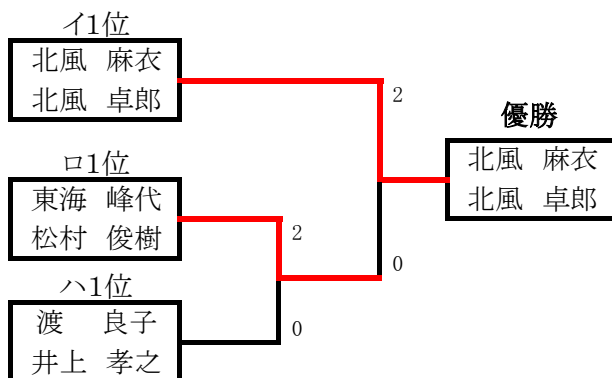 イ1位
北風 麻衣
北風 卓郎
2
優勝
北風 麻衣
北風 卓郎
ロ1位
東海 峰代
松村 俊樹
2
0
ハ1位
渡 良子
井上 孝之
0